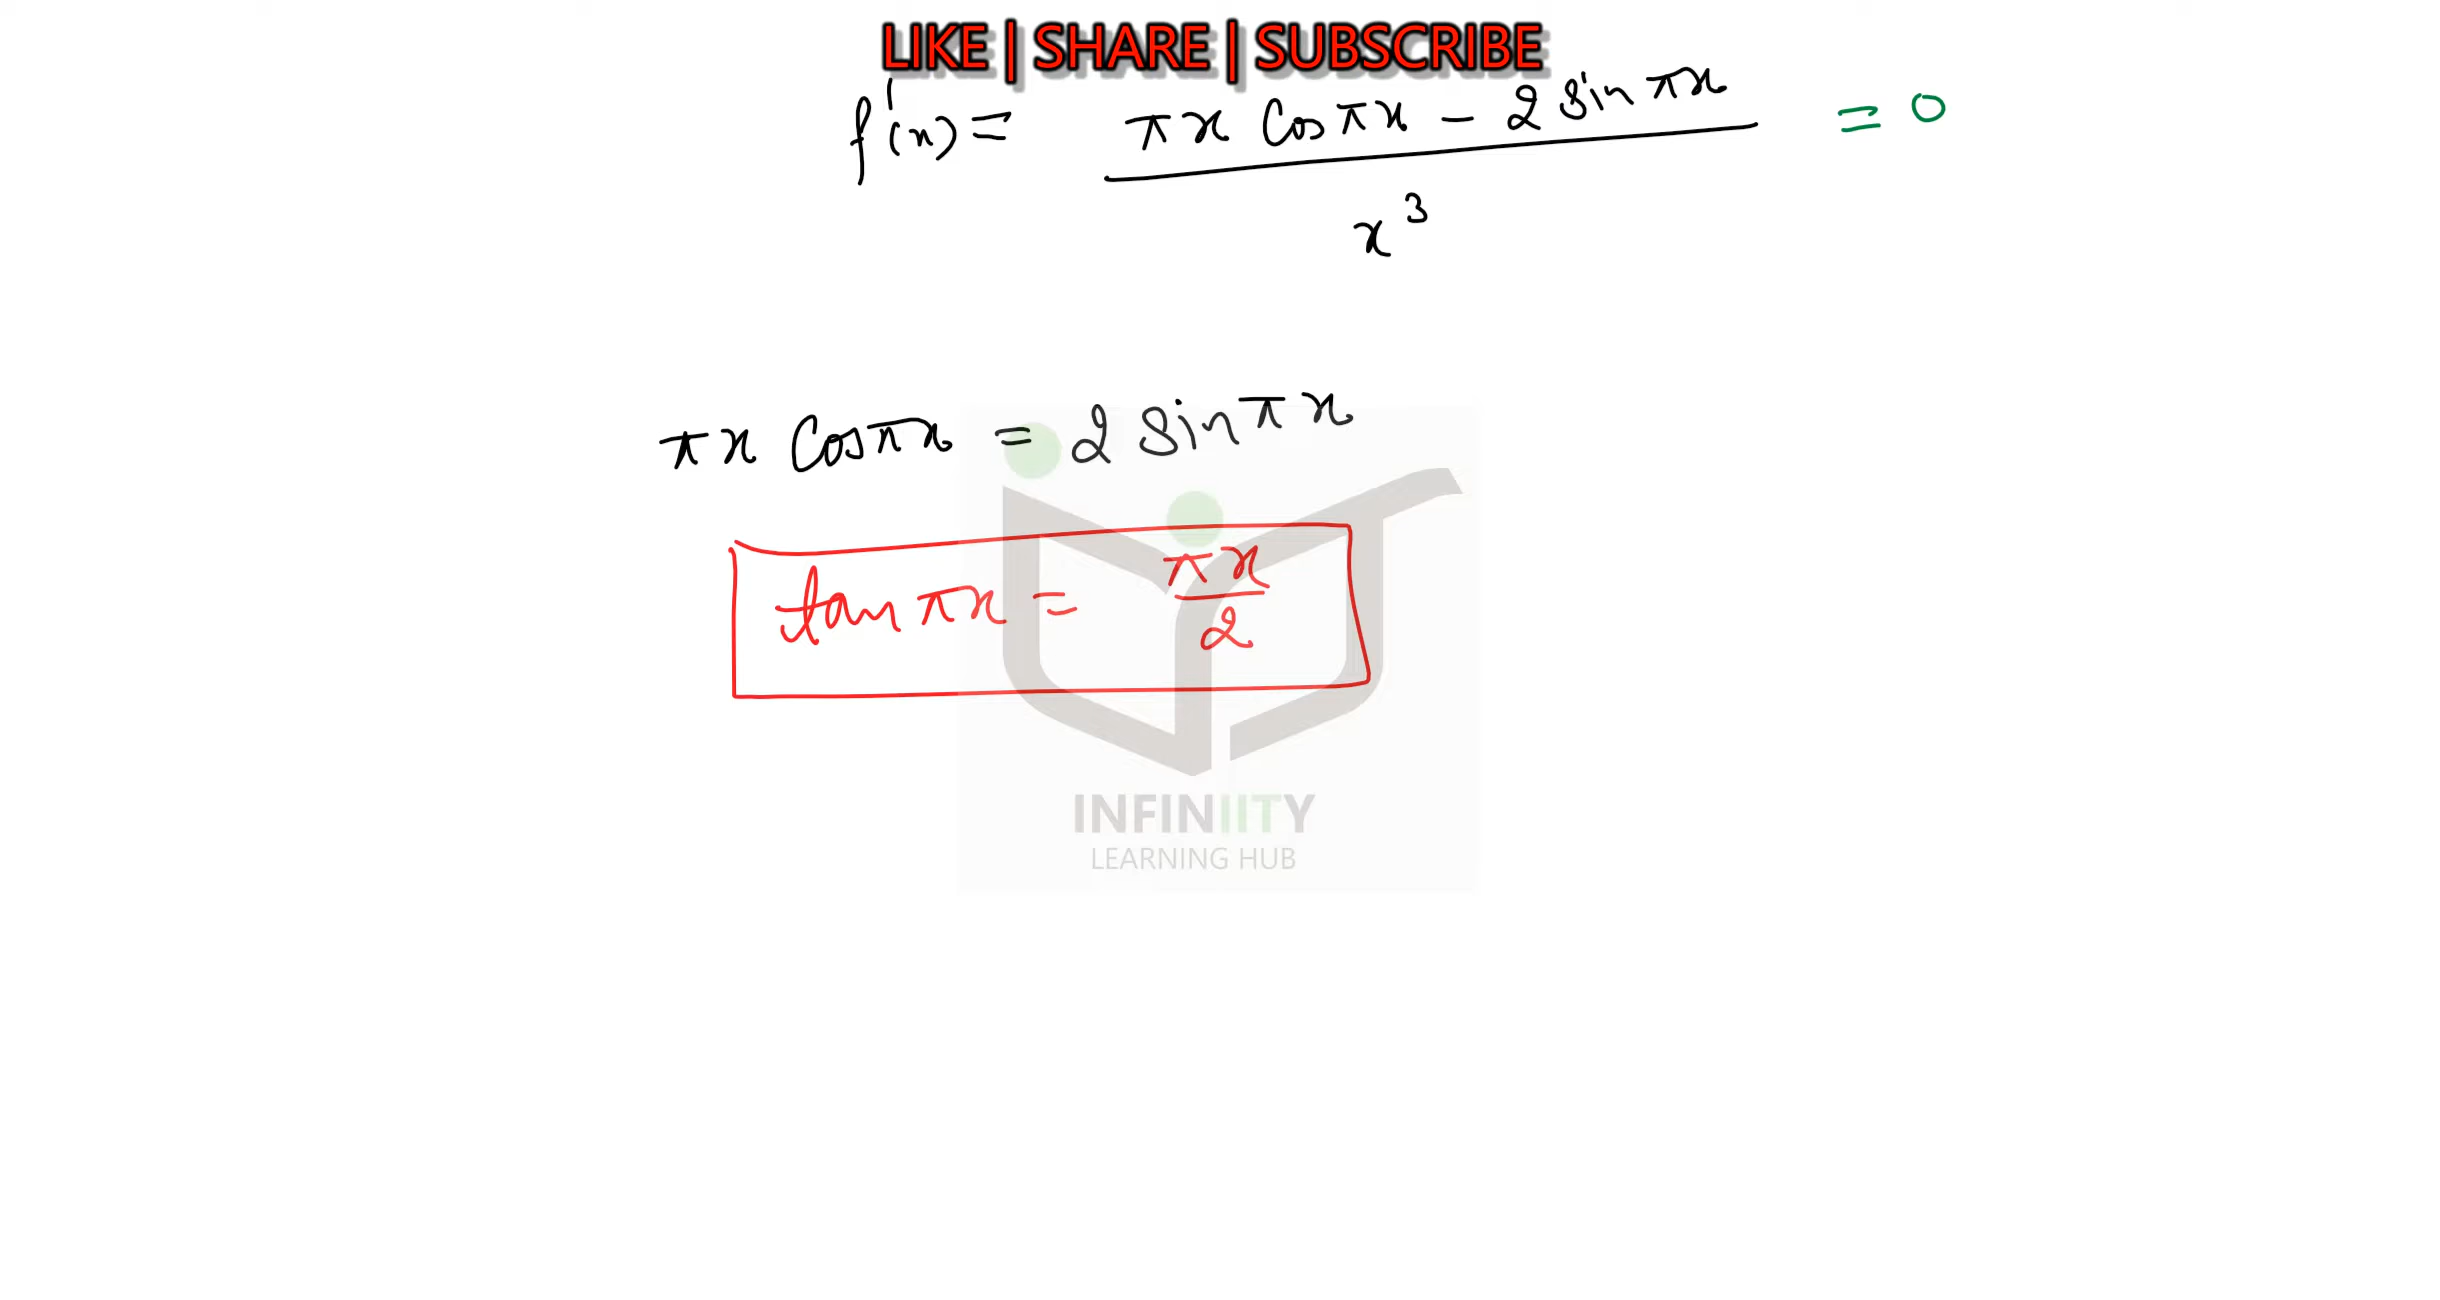 LIKE | SHARE | SUBSCRIBE
f'(x) = (πx Cos πx - 2 Sin πx) / x³ = 0
πx Cos πx = 2 Sin πx
tan πx = πx / 2
INFINIITY
LEARNING HUB